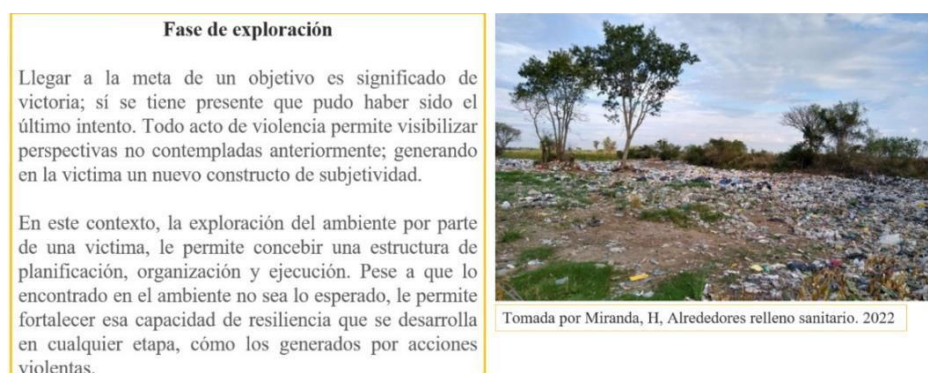 Fase de exploración
Llegar a la meta de un objetivo es significado de
victoria; sí se tiene presente que pudo haber sido el
último intento. Todo acto de violencia permite visibilizar
perspectivas no contempladas anteriormente; generando
en la victima un nuevo constructo de subjetividad.
En este contexto, la exploración del ambiente por parte
de una victima, le permite concebir una estructura de
planificación, organización y ejecución. Pese a que lo
encontrado en el ambiente no sea lo esperado, le permite
fortalecer esa capacidad de resiliencia que se desarrolla
en cualquier etapa, cómo los generados por acciones
violentas.
Tomada por Miranda, H, Alrededores relleno sanitario. 2022